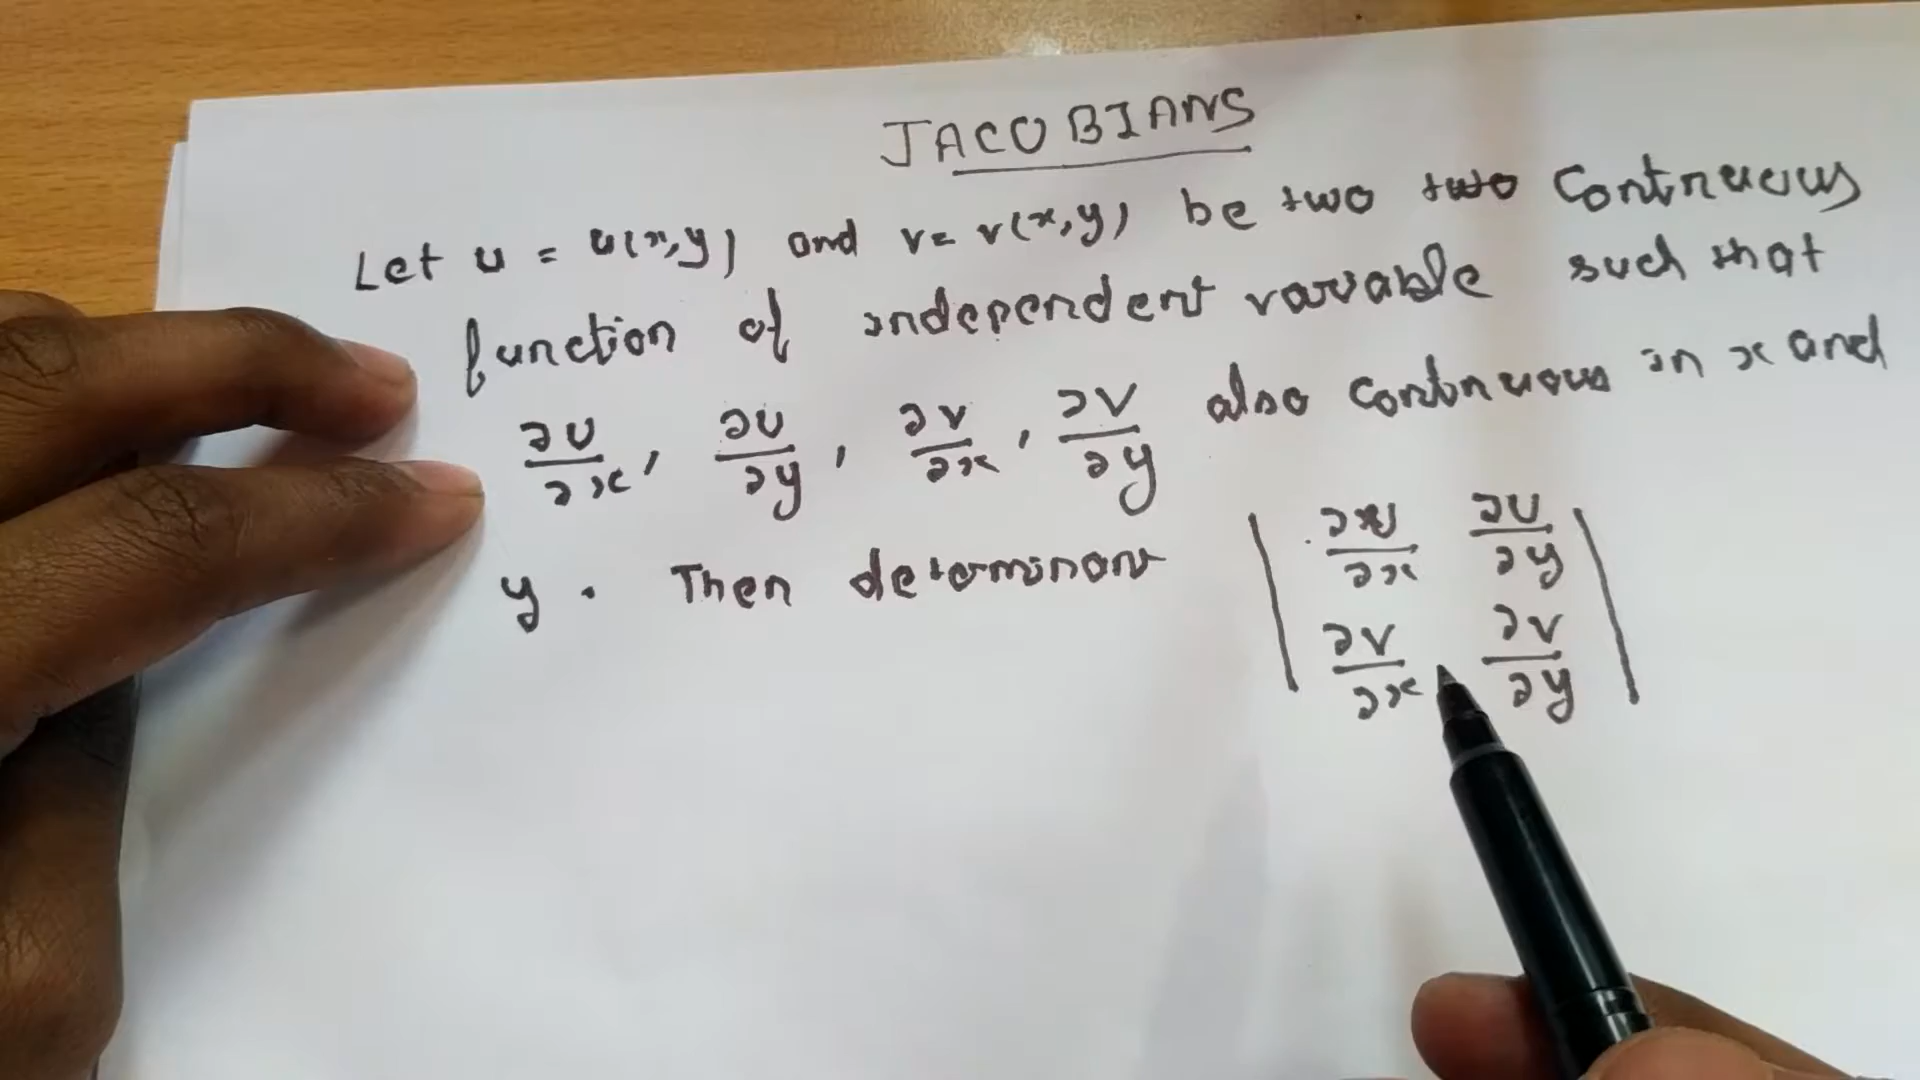 JACOBIANS
Let u = u(x,y) and v= v(x,y) be two two continuous
function of independent variable such that
∂u/∂x, ∂u/∂y, ∂v/∂x, ∂v/∂y also continuous in x and
y. Then determinant | ∂u/∂x ∂u/∂y |
| ∂v/∂x ∂v/∂y |